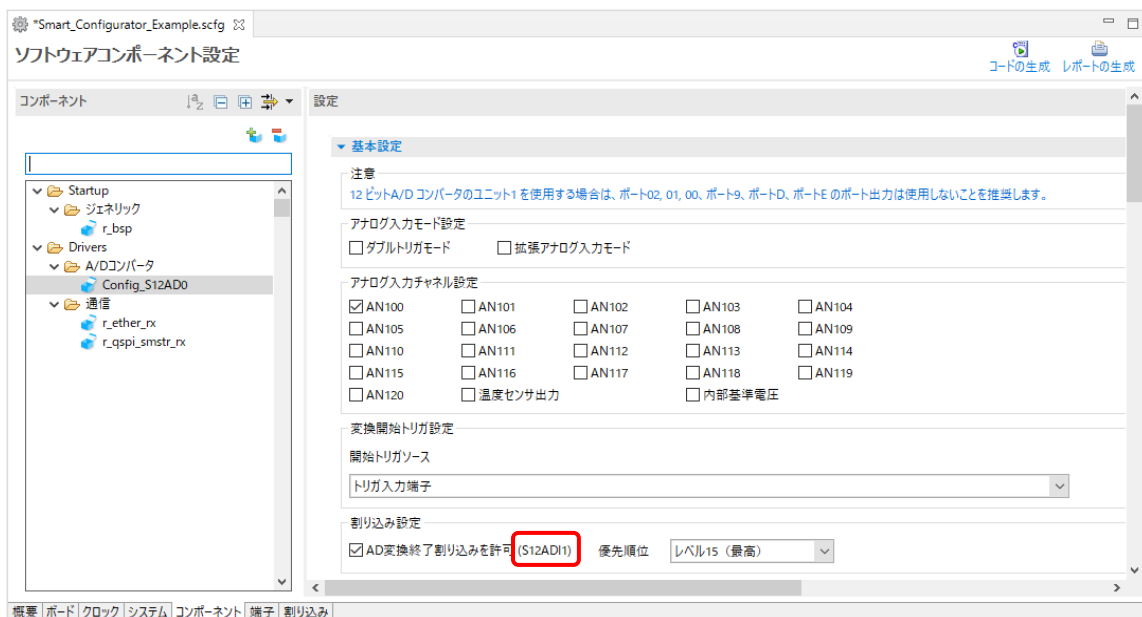 *Smart_Configurator_Example.scfg
ソフトウェアコンポーネント設定
コードの生成 レポートの生成
コンポーネント
設定
Startup
ジェネリック
r_bsp
Drivers
A/Dコンバータ
Config_S12AD0
通信
r_ether_rx
r_qspi_smstr_rx
基本設定
注意
12 ビットA/D コンバータのユニット1 を使用する場合は、ポート02, 01, 00、ポート9、ポートD、ポートE のポート出力は使用しないことを推奨します。
アナログ入力モード設定
ダブルトリガモード 拡張アナログ入力モード
アナログ入力チャネル設定
AN100 AN101 AN102 AN103 AN104
AN105 AN106 AN107 AN108 AN109
AN110 AN111 AN112 AN113 AN114
AN115 AN116 AN117 AN118 AN119
AN120 温度センサ出力 内部基準電圧
変換開始トリガ設定
開始トリガソース
トリガ入力端子
割り込み設定
AD変換終了割り込みを許可 (S12ADI1) 優先順位 レベル15（最高）
概要 ボード クロック システム コンポーネント 端子 割り込み